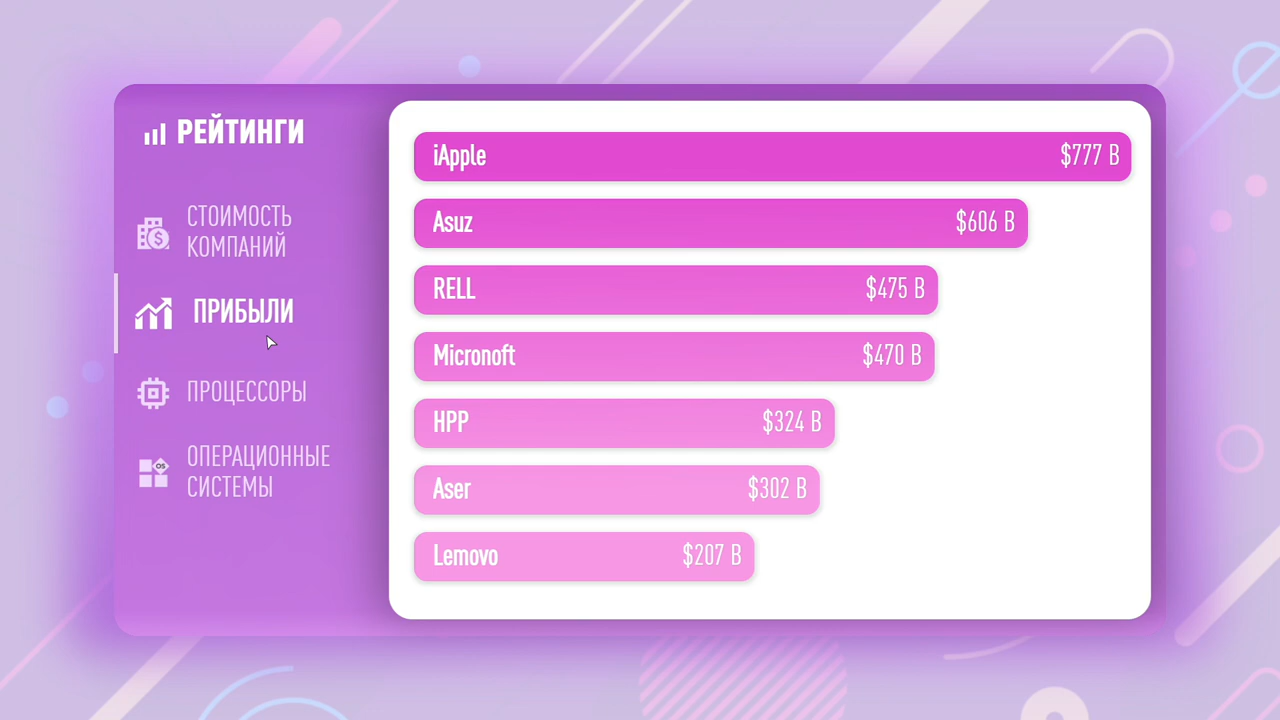 РЕЙТИНГИ
СТОИМОСТЬ
КОМПАНИЙ
ПРИБЫЛИ
ПРОЦЕССОРЫ
OS
ОПЕРАЦИОННЫЕ
СИСТЕМЫ
iApple $777 B
Asuz $606 B
RELL $475 B
Micronoft $470 B
HPP $324 B
Aser $302 B
Lemovo $207 B